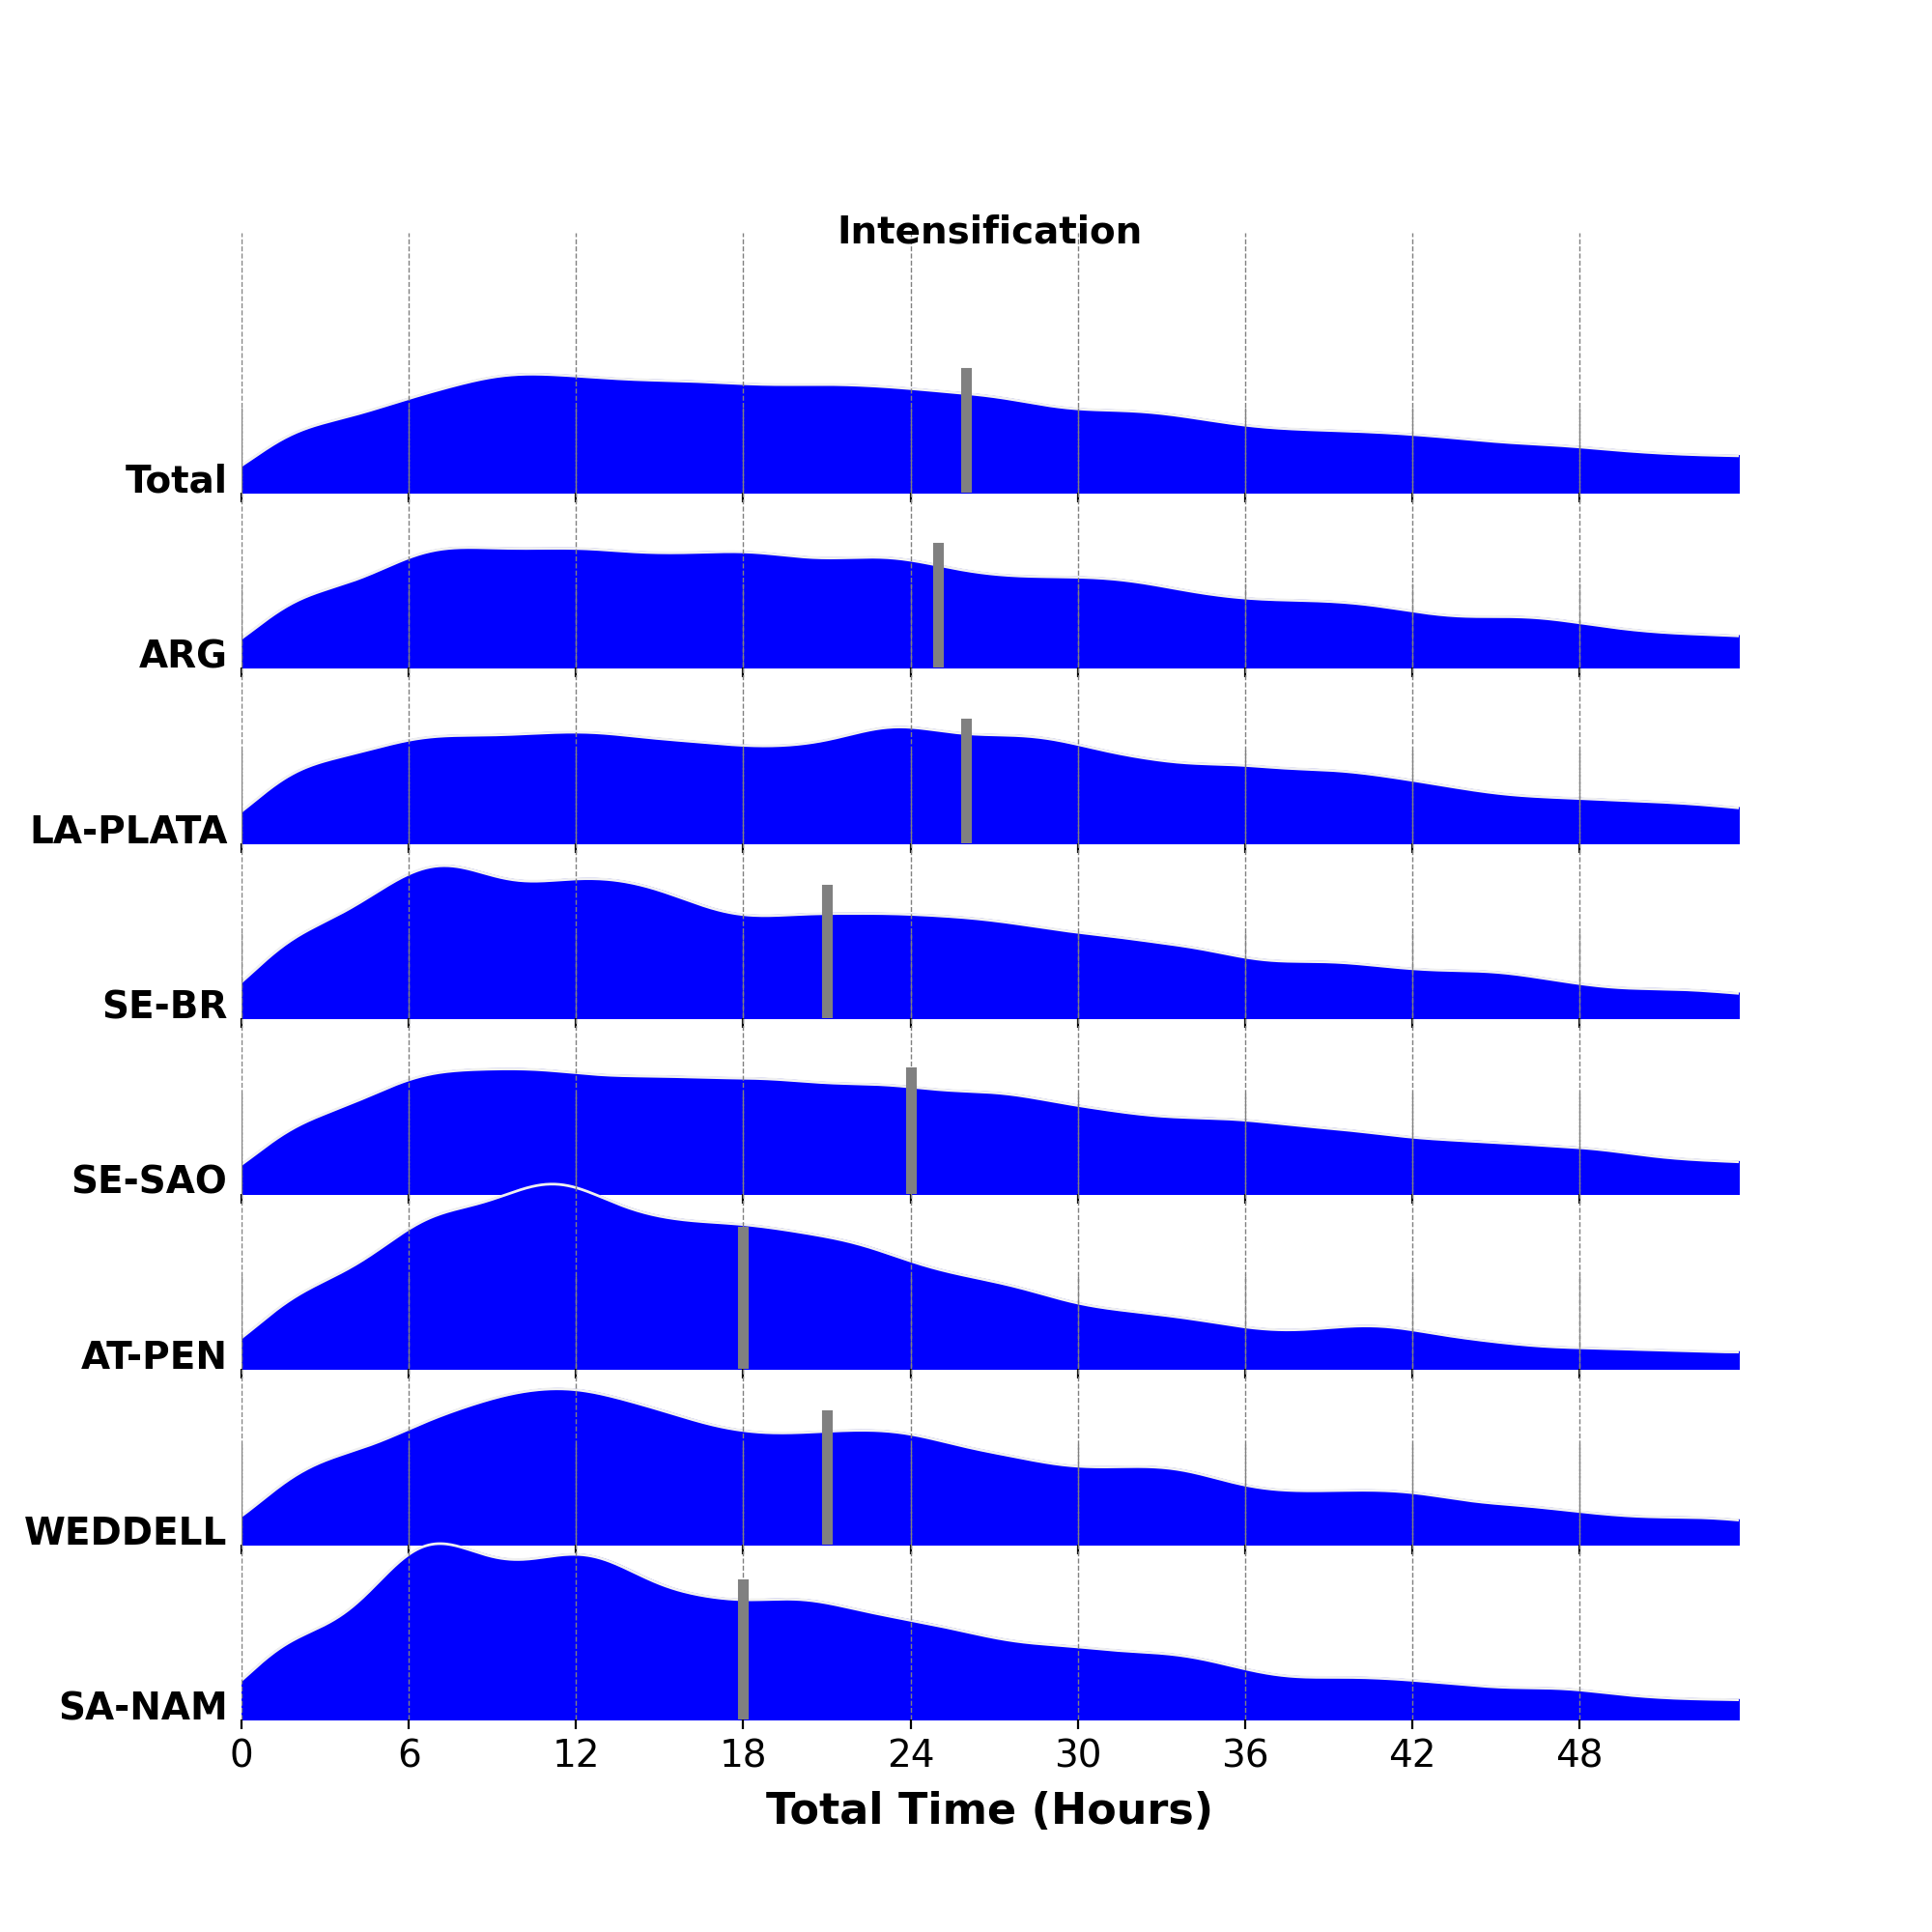 Intensification
Total
ARG
LA-PLATA
SE-BR
SE-SAO
AT-PEN
WEDDELL
SA-NAM
0 6 12 18 24 30 36 42 48
Total Time (Hours)